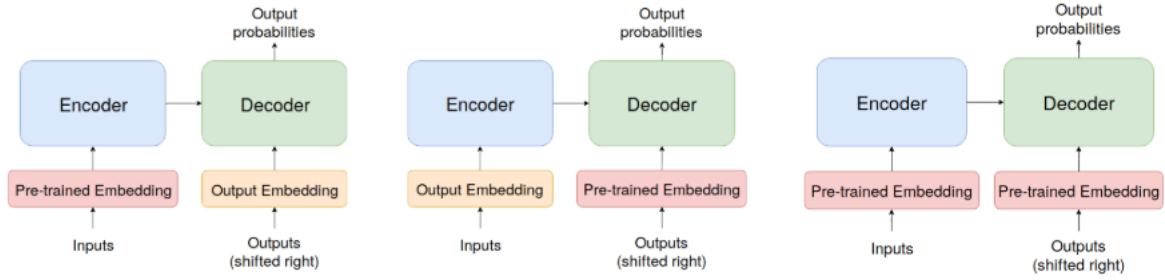 Output
probabilities
Encoder
Decoder
Pre-trained Embedding
Output Embedding
Inputs
Outputs
(shifted right)
Output
probabilities
Encoder
Decoder
Output Embedding
Pre-trained Embedding
Inputs
Outputs
(shifted right)
Output
probabilities
Encoder
Decoder
Pre-trained Embedding
Pre-trained Embedding
Inputs
Outputs
(shifted right)